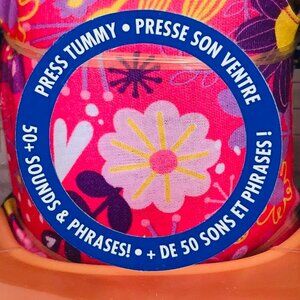 PRESS TUMMY • PRESSE SON VENTRE
50+ SOUNDS & PHRASES! • + DE 50 SONS ET PHRASES !